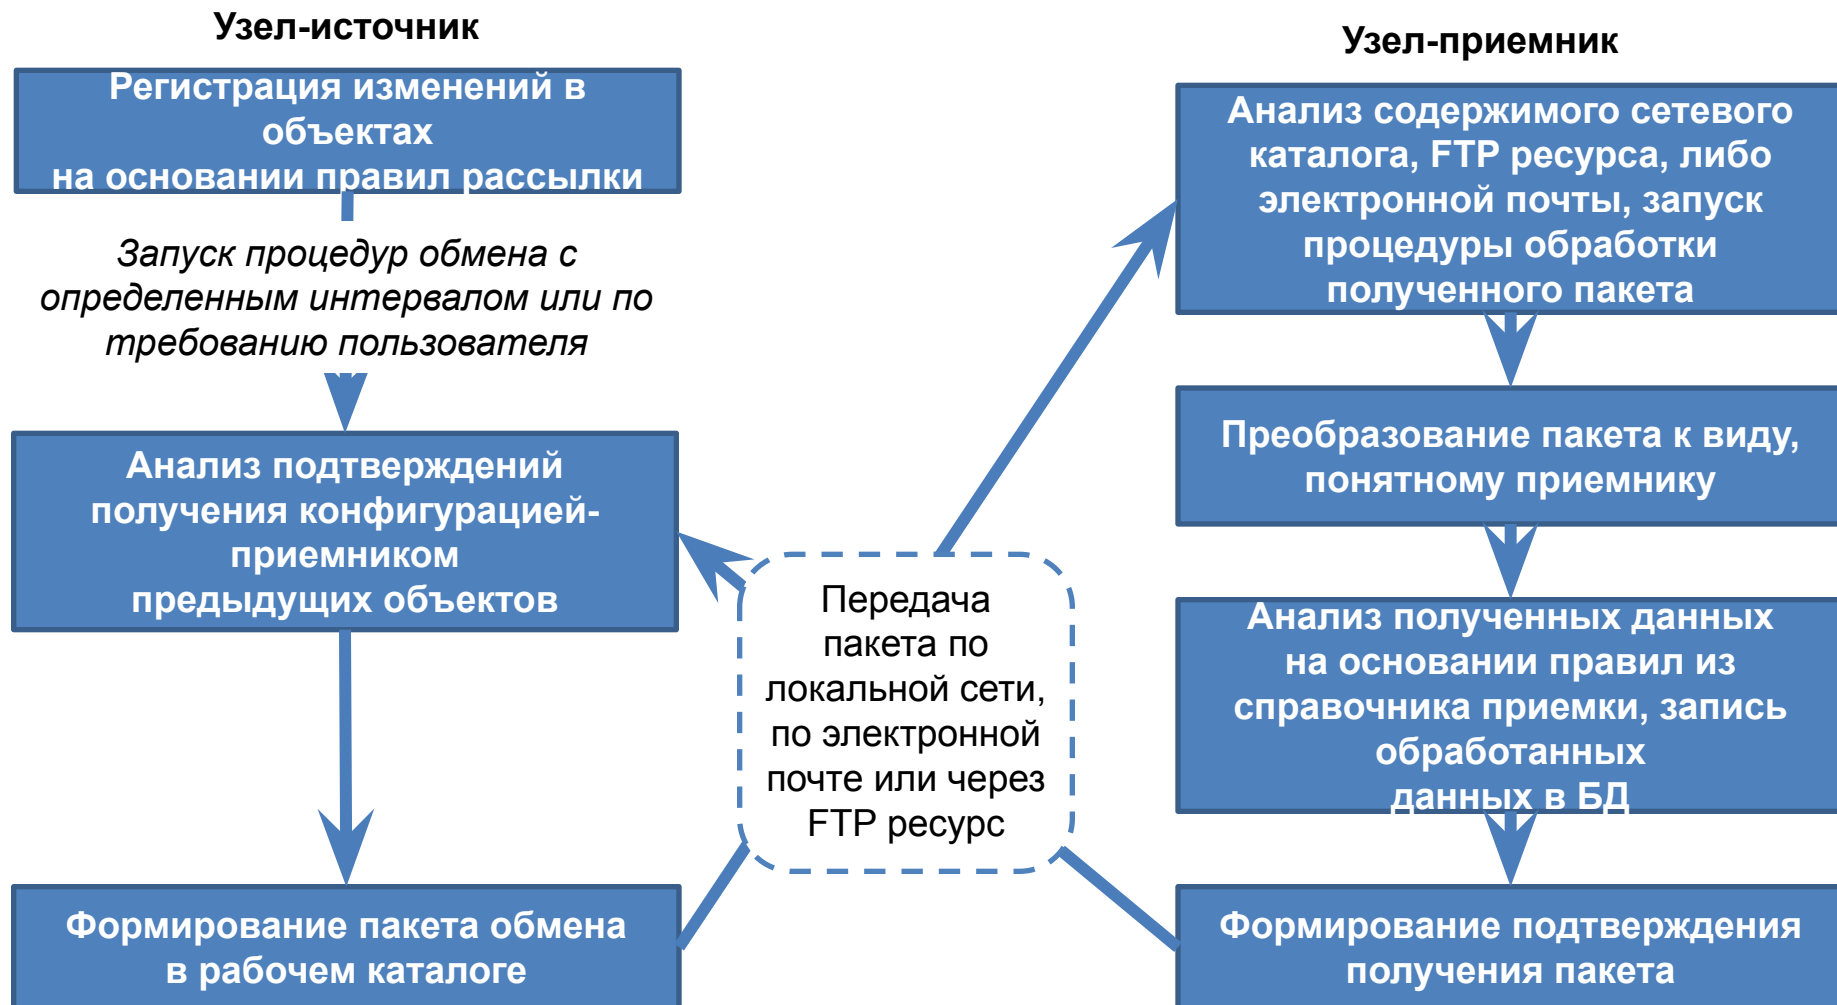 Узел-источник
Регистрация изменений в
объектах
на основании правил рассылки
Запуск процедур обмена с
определенным интервалом или по
требованию пользователя
Анализ подтверждений
получения конфигурацией-
приемником
предыдущих объектов
Формирование пакета обмена
в рабочем каталоге
Передача
пакета по
локальной сети,
по электронной
почте или через
FTP ресурс
Узел-приемник
Анализ содержимого сетевого
каталога, FTP ресурса, либо
электронной почты, запуск
процедуры обработки
полученного пакета
Преобразование пакета к виду,
понятному приемнику
Анализ полученных данных
на основании правил из
справочника приемки, запись
обработанных
данных в БД
Формирование подтверждения
получения пакета